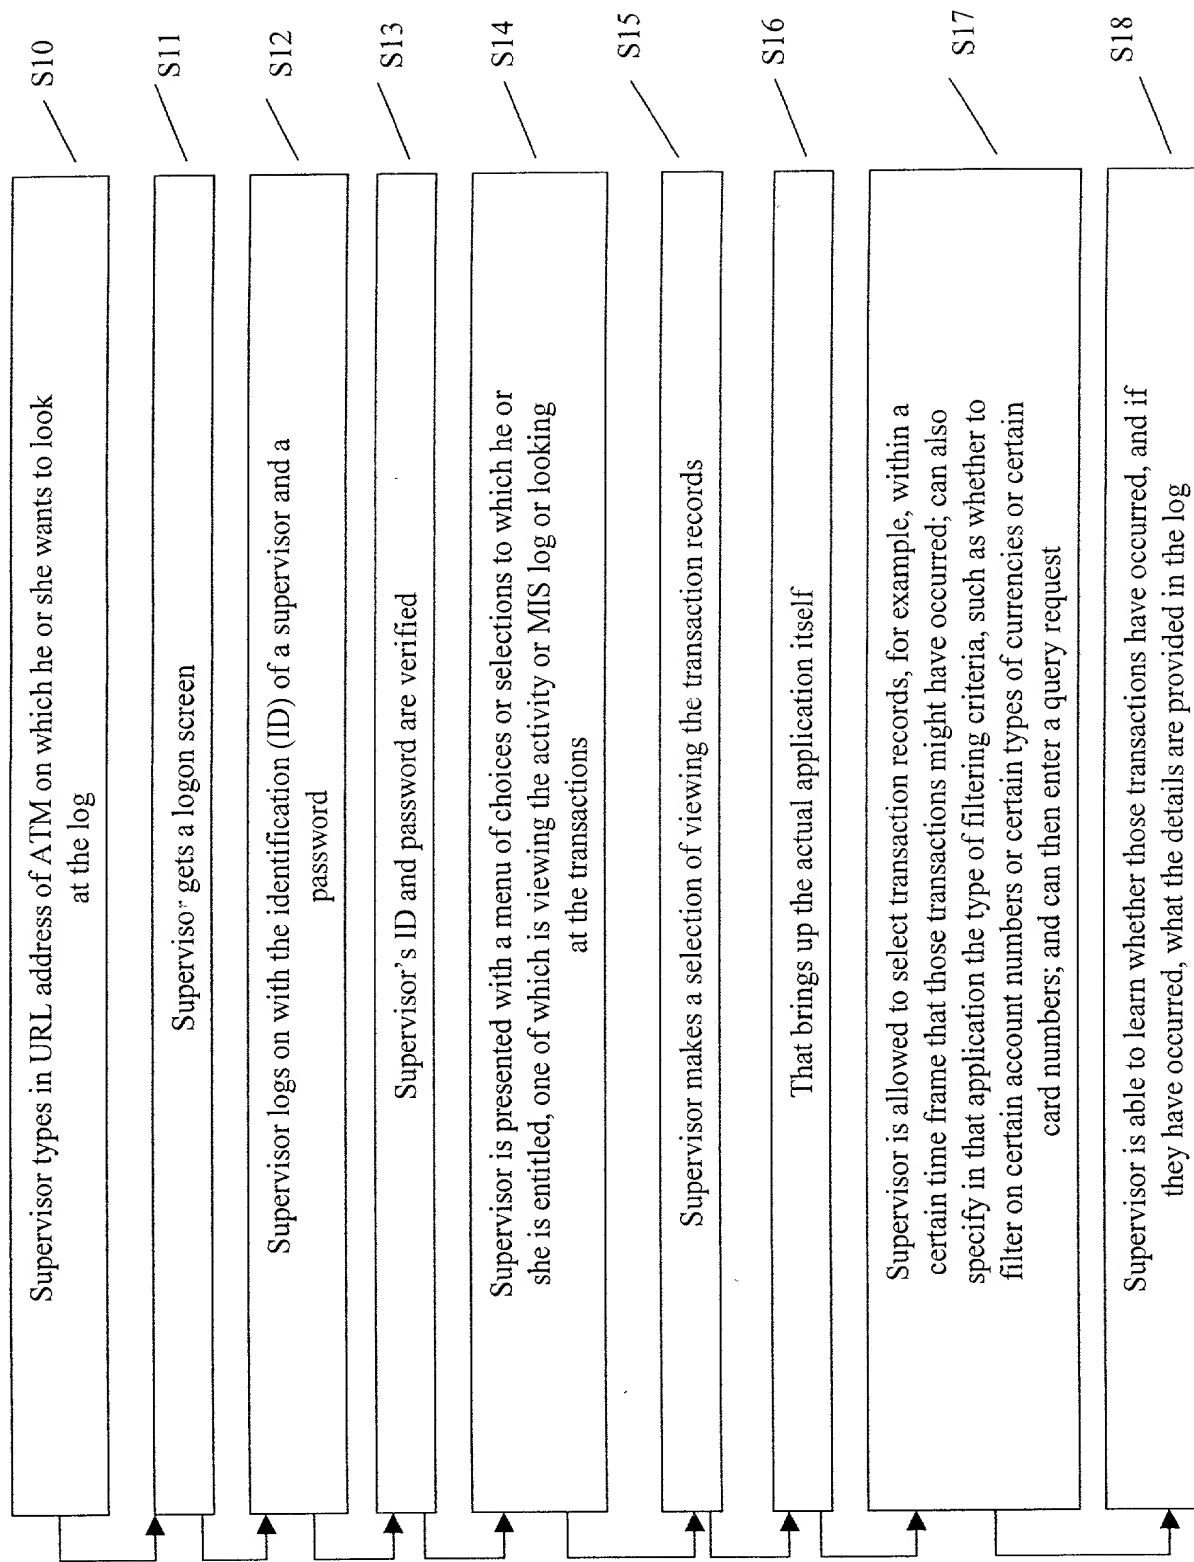 Supervisor types in URL address of ATM on which he or she wants to look
at the log
S10
Supervisor gets a logon screen
S11
Supervisor logs on with the identification (ID) of a supervisor and a
password
S12
Supervisor's ID and password are verified
S13
Supervisor is presented with a menu of choices or selections to which he or
she is entitled, one of which is viewing the activity or MIS log or looking
at the transactions
S14
Supervisor makes a selection of viewing the transaction records
S15
That brings up the actual application itself
S16
Supervisor is allowed to select transaction records, for example, within a
certain time frame that those transactions might have occurred; can also
specify in that application the type of filtering criteria, such as whether to
filter on certain account numbers or certain types of currencies or certain
card numbers; and can then enter a query request
S17
Supervisor is able to learn whether those transactions have occurred, and if
they have occurred, what the details are provided in the log
S18